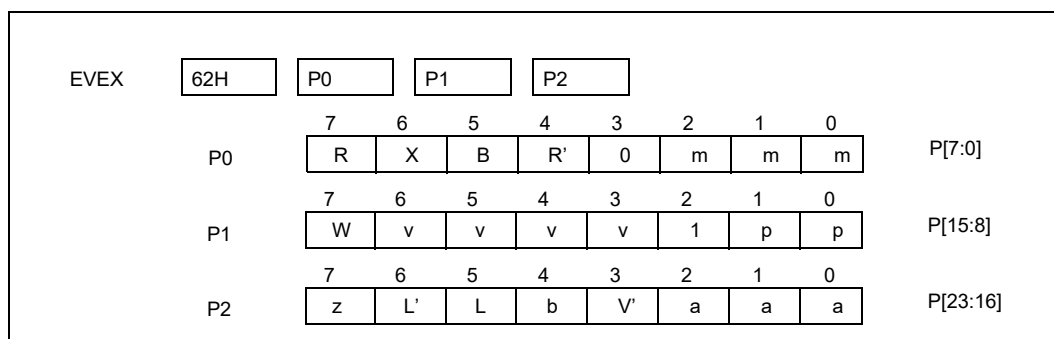 EVEX 62H P0 P1 P2
7 6 5 4 3 2 1 0
P0 R X B R’ 0 m m m P[7:0]
7 6 5 4 3 2 1 0
P1 W v v v v 1 p p P[15:8]
7 6 5 4 3 2 1 0
P2 z L’ L b V’ a a a P[23:16]